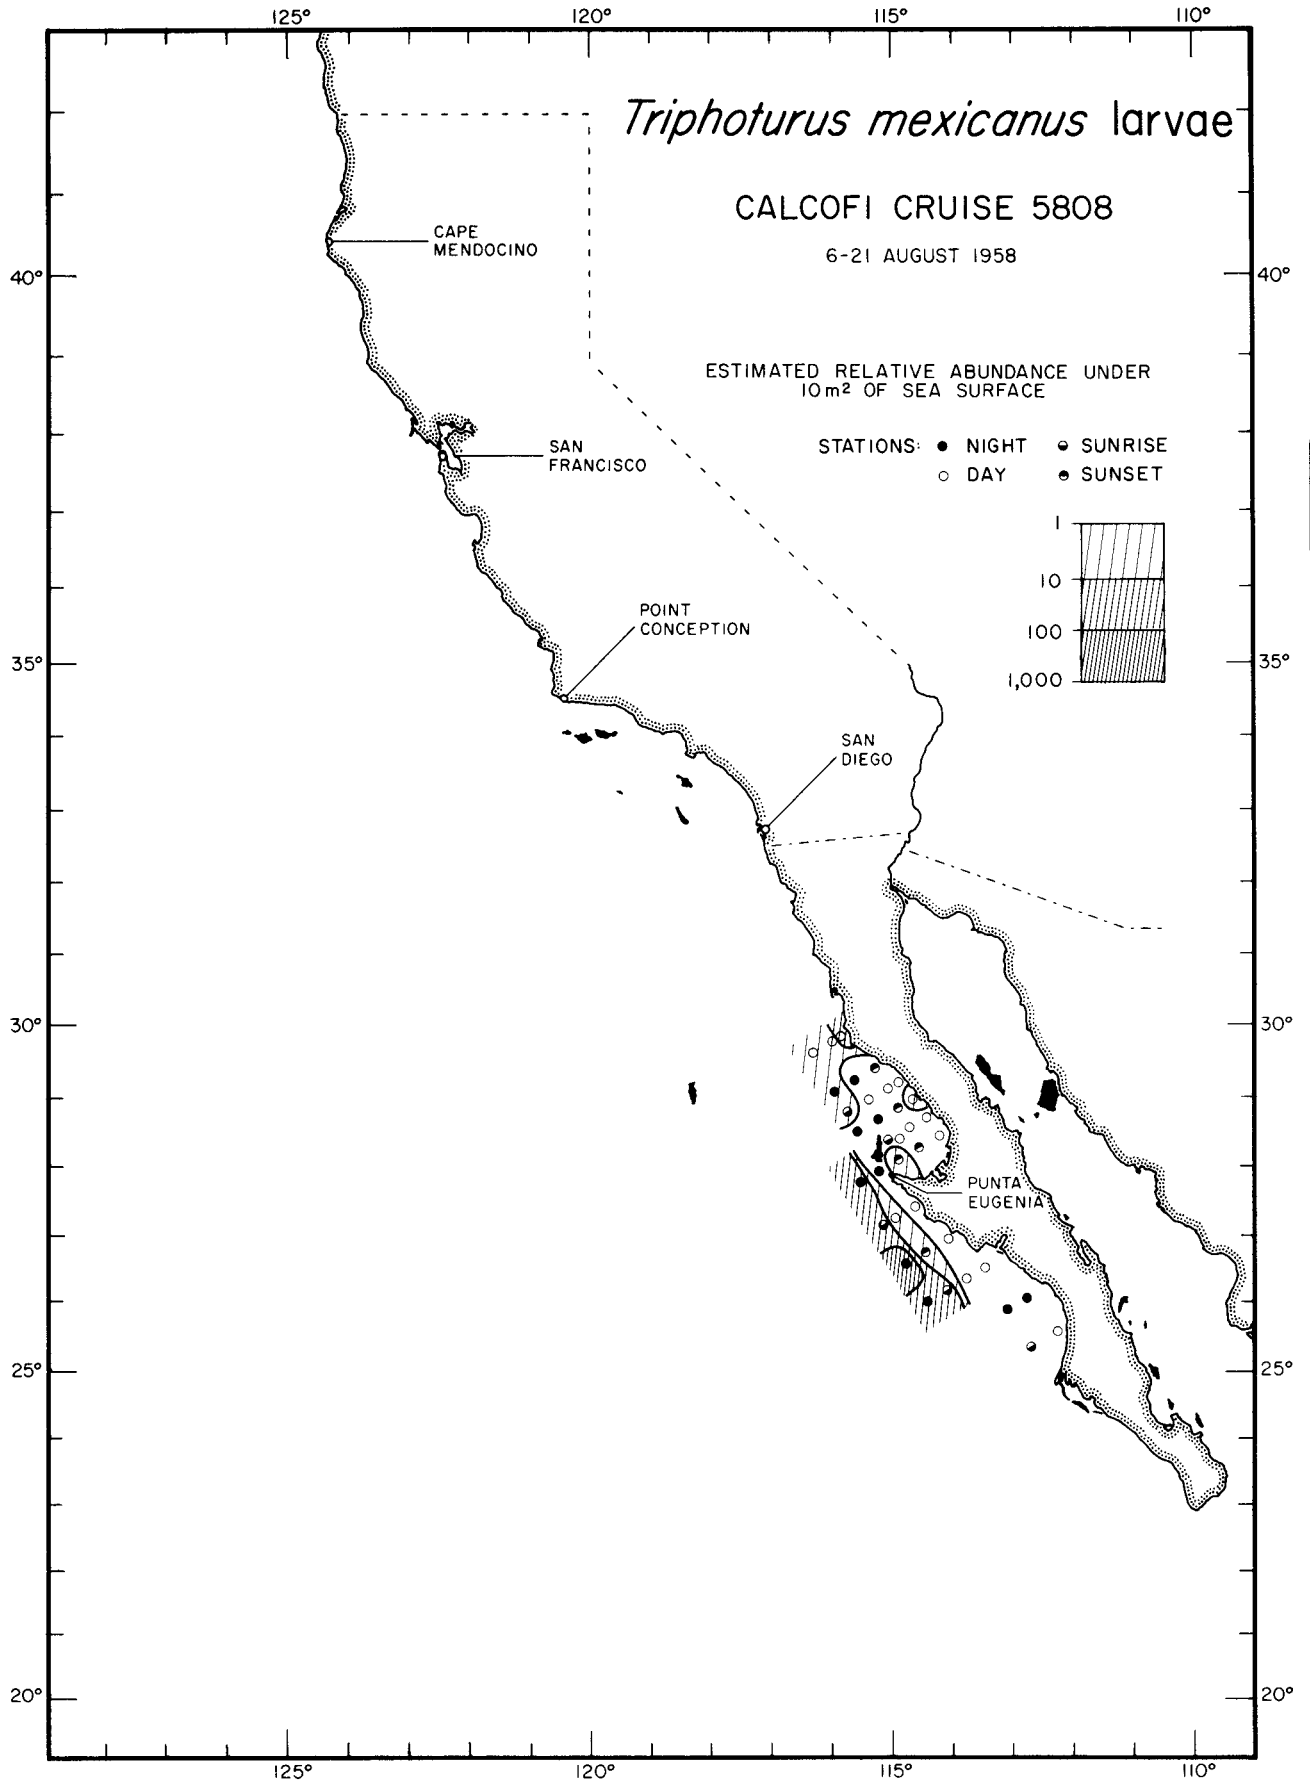 125° 120° 115° 110°
Triphoturus mexicanus larvae
CALCOFI CRUISE 5808
6-21 AUGUST 1958
CAPE
MENDOCINO
40° 40°
ESTIMATED RELATIVE ABUNDANCE UNDER
10m² OF SEA SURFACE
STATIONS: ● NIGHT ◒ SUNRISE
○ DAY ◓ SUNSET
SAN
FRANCISCO
1
10
100
1,000
POINT
CONCEPTION
35° 35°
SAN
DIEGO
30° 30°
PUNTA
EUGENIA
25° 25°
20° 20°
125° 120° 115° 110°